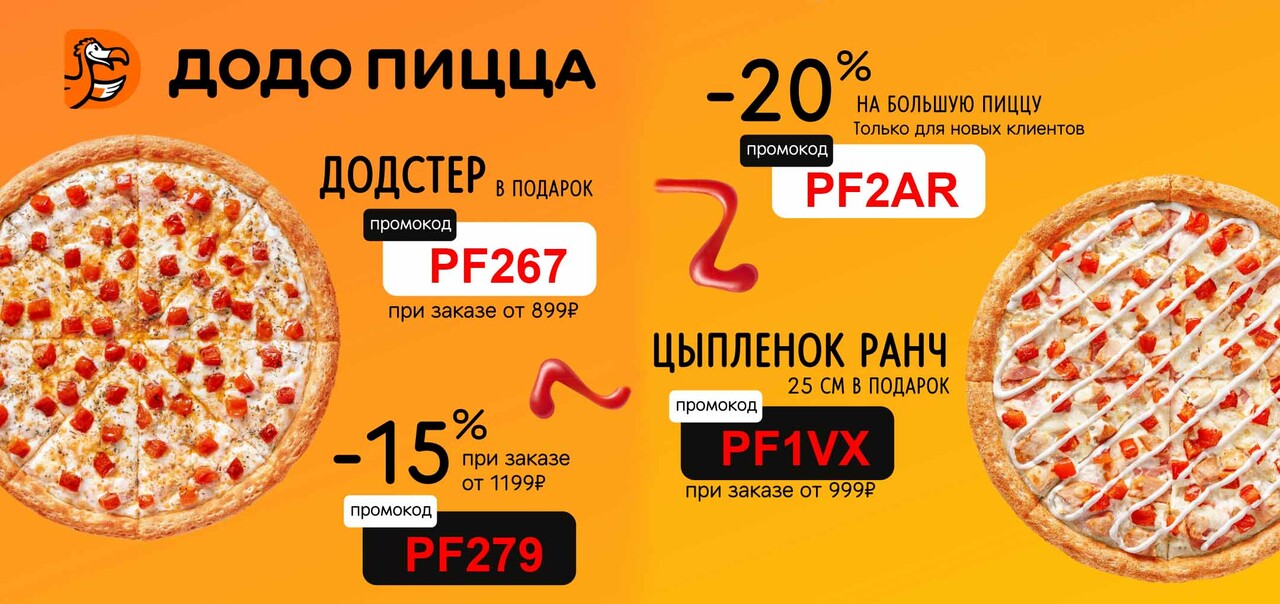 ДОДО ПИЦЦА
ДОДСТЕР В ПОДАРОК
промокод
PF267
при заказе от 899₽
-15%
при заказе
от 1199₽
промокод
PF279
-20%
НА БОЛЬШУЮ ПИЦЦУ
Только для новых клиентов
промокод
PF2AR
ЦЫПЛЕНОК РАНЧ
25 СМ В ПОДАРОК
промокод
PF1VX
при заказе от 999₽